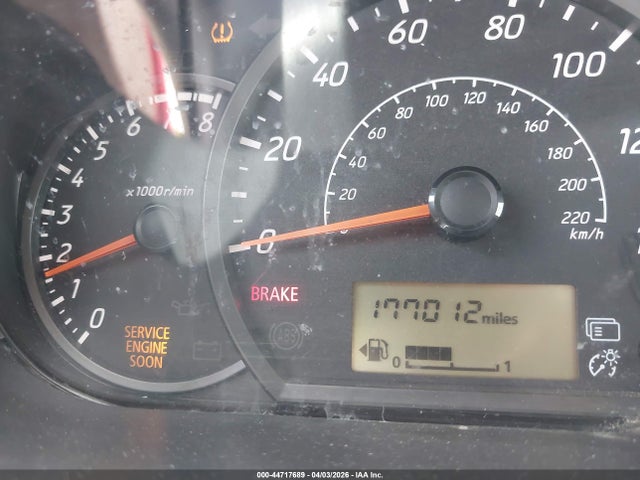 0 1 2 3 4 5 6 7 8
x1000r/min
SERVICE
ENGINE
SOON
ABS
BRAKE
0 20 40 60 80 100
20 40 60 80 100 120 140 160 180 200 220
km/h
177012 miles
0 1
000-44717689 - 04/03/2026 - IAA Inc.